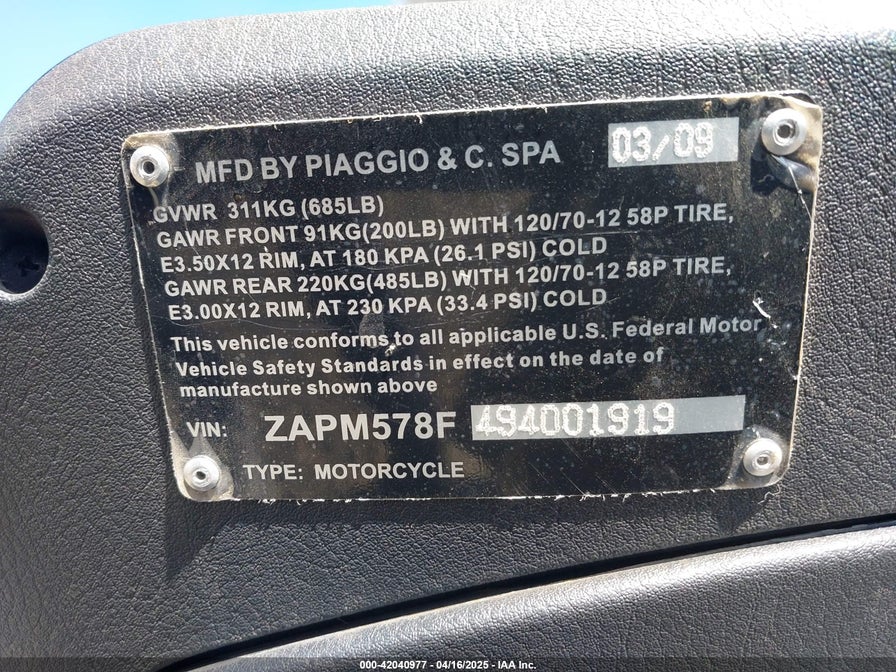 MFD BY PIAGGIO & C. SPA 03/09
GVWR 311KG (685LB)
GAWR FRONT 91KG(200LB) WITH 120/70-12 58P TIRE,
E3.50X12 RIM, AT 180 KPA (26.1 PSI) COLD
GAWR REAR 220KG(485LB) WITH 120/70-12 58P TIRE,
E3.00X12 RIM, AT 230 KPA (33.4 PSI) COLD
This vehicle conforms to all applicable U.S. Federal Motor
Vehicle Safety Standards in effect on the date of
manufacture shown above
VIN: ZAPM578F 494001919
TYPE: MOTORCYCLE
000-42040977 - 04/16/2025 - IAA Inc.